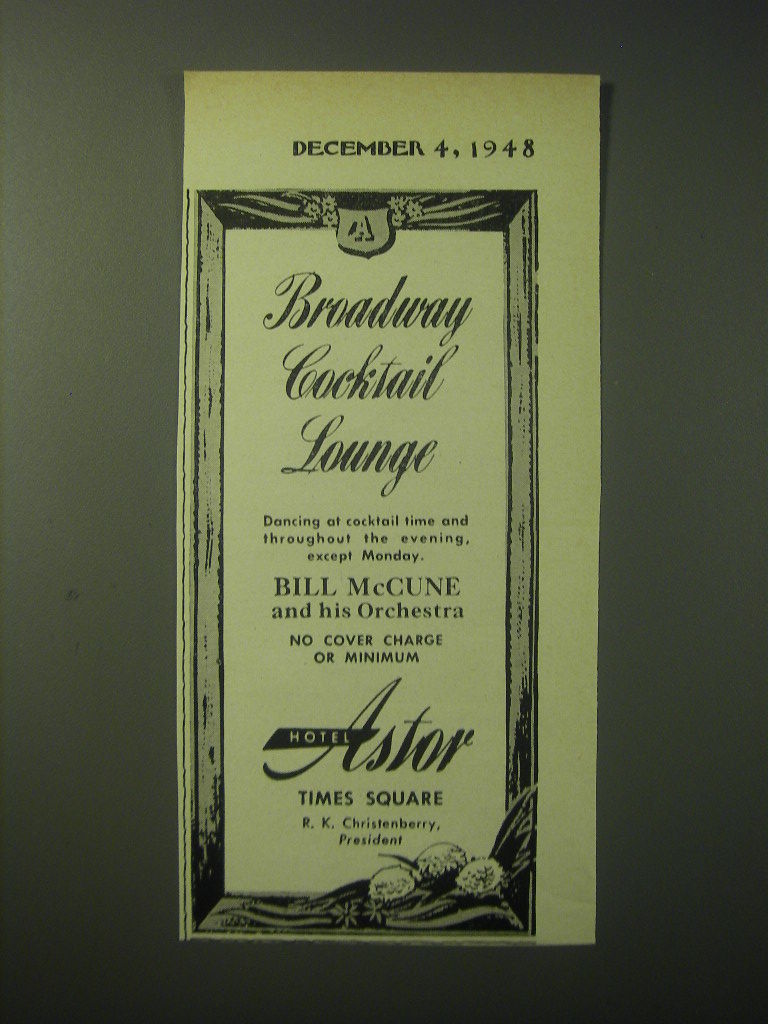 DECEMBER 4, 1948
A
Broadway
Cocktail
Lounge
Dancing at cocktail time and
throughout the evening,
except Monday.
BILL McCUNE
and his Orchestra
NO COVER CHARGE
OR MINIMUM
HOTEL Astor
TIMES SQUARE
R. K. Christenberry,
President